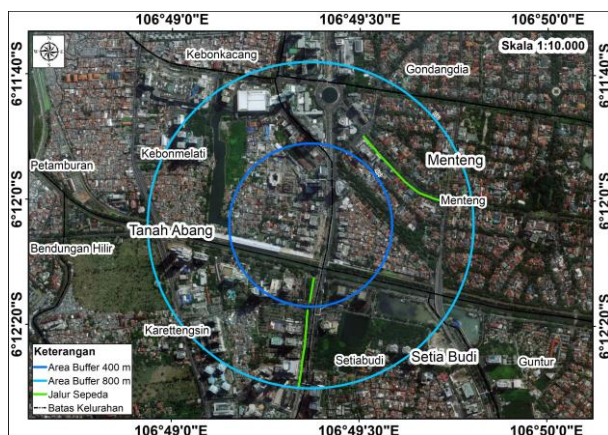 106°49'0"E 106°49'30"E 106°50'0"E
Skala 1:10.000
Kebonkacang
Gondangdia
6°11'40"S 6°11'40"S
Petamburan
Kebonmelati
Menteng
Menteng
6°12'0"S 6°12'0"S
Tanah Abang
Bendungan Hilir
6°12'20"S 6°12'20"S
Karettengsin
Setiabudi
Setia Budi
Guntur
Keterangan
Area Buffer 400 m
Area Buffer 800 m
Jalur Sepeda
Batas Kelurahan
106°49'0"E 106°49'30"E 106°50'0"E